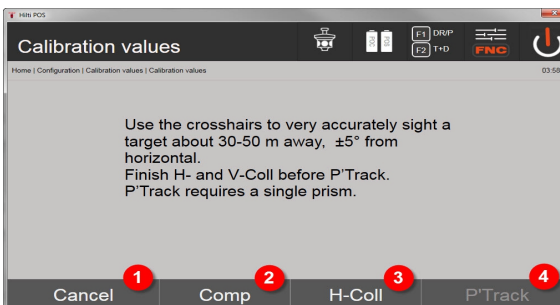 Hilti POS
Calibration values
POC
POS
F1 DR/P
F2 T+D
FNC
Home | Configuration | Calibration values | Calibration values
03:58
Use the crosshairs to very accurately sight a
target about 30-50 m away, ±5° from
horizontal.
Finish H- and V-Coll before P'Track.
P'Track requires a single prism.
1
2
3
4
Cancel
Comp
H-Coll
P'Track